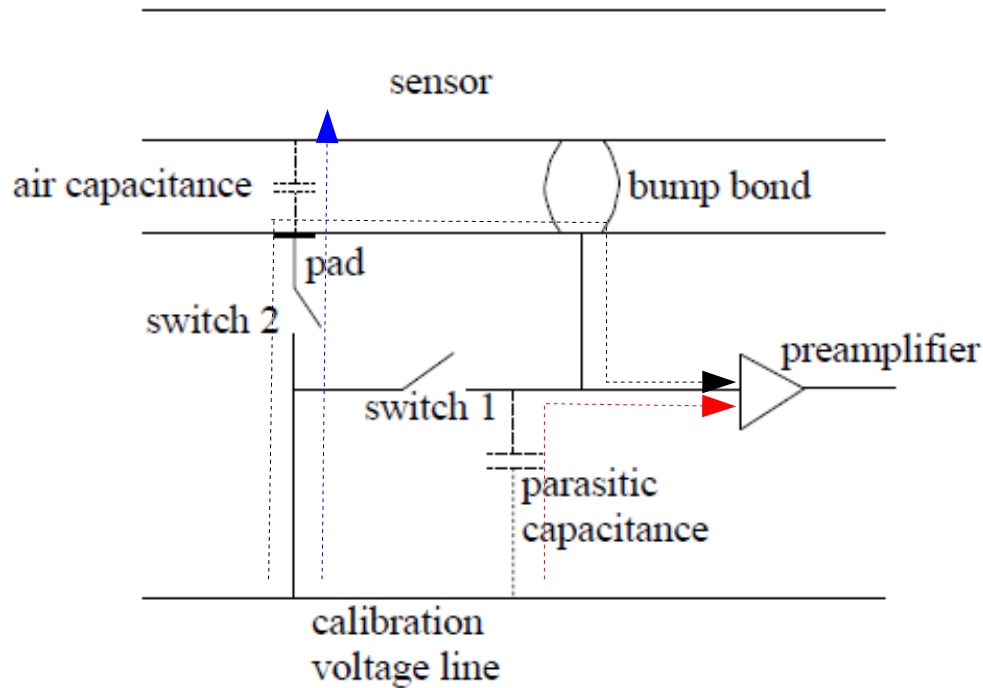 sensor
air capacitance
bump bond
pad
switch 2
preamplifier
switch 1
parasitic
capacitance
calibration
voltage line